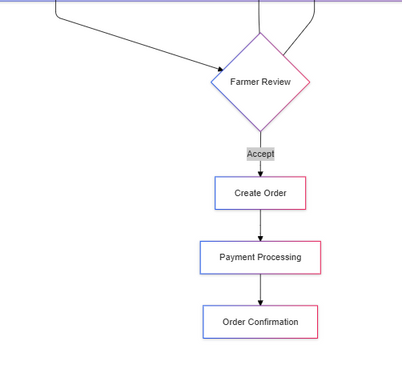 Farmer Review
Accept
Create Order
Payment Processing
Order Confirmation